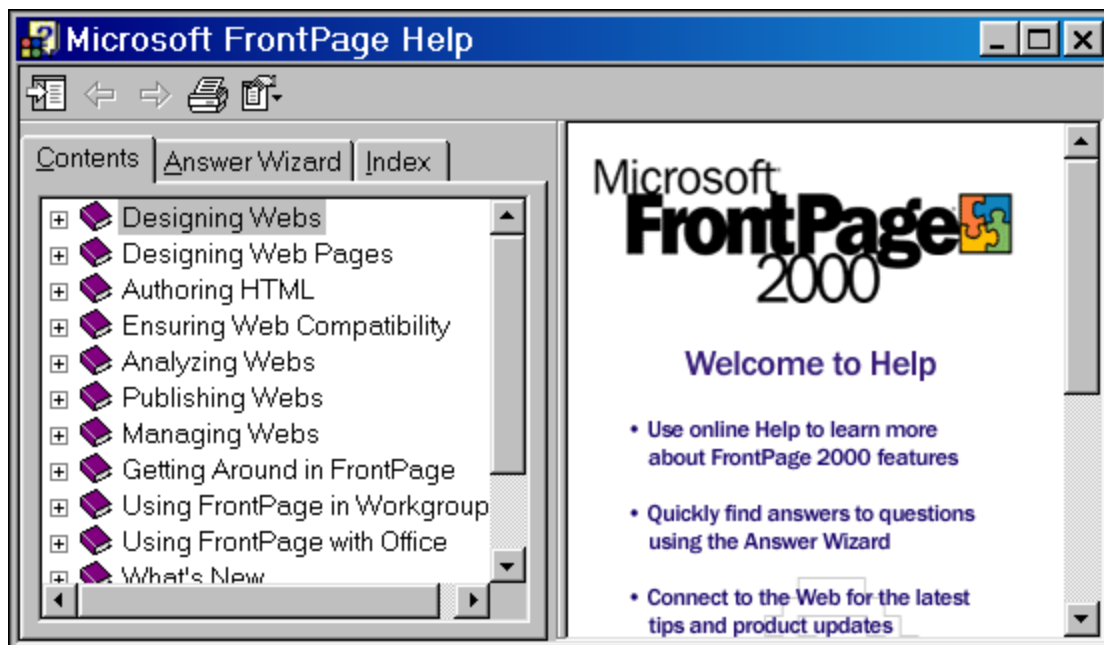 Microsoft FrontPage Help
Contents
Answer Wizard
Index
Designing Webs
Designing Web Pages
Authoring HTML
Ensuring Web Compatibility
Analyzing Webs
Publishing Webs
Managing Webs
Getting Around in FrontPage
Using FrontPage in Workgroup
Using FrontPage with Office
What's New
Microsoft
FrontPage
2000
Welcome to Help
• Use online Help to learn more
about FrontPage 2000 features
• Quickly find answers to questions
using the Answer Wizard
• Connect to the Web for the latest
tips and product updates